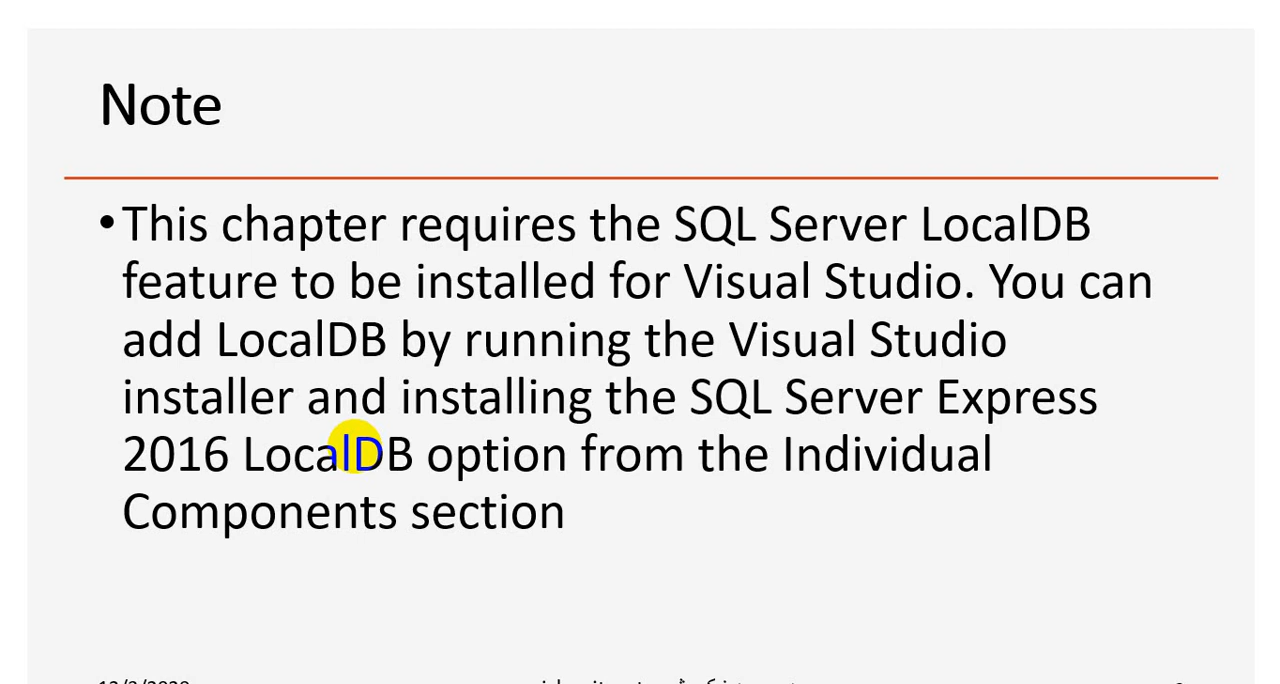 Note
• This chapter requires the SQL Server LocalDB
feature to be installed for Visual Studio. You can
add LocalDB by running the Visual Studio
installer and installing the SQL Server Express
2016 LocalDB option from the Individual
Components section